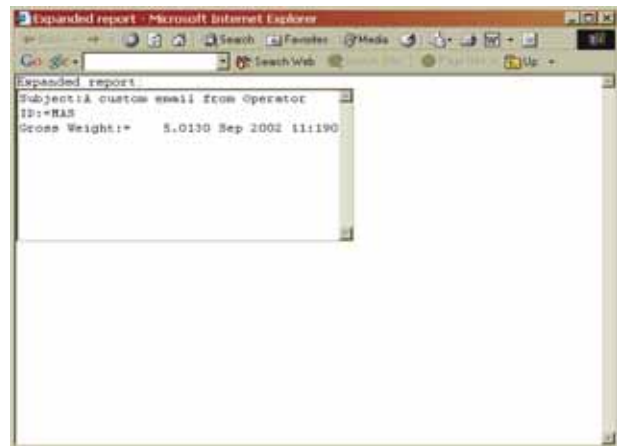 Expanded report - Microsoft Internet Explorer
Search Favorites Media
Go
Search Web
Up
Expanded report
Subject:A custom email from Operator
ID:=MAS
Gross Weight:= 5.0130 Sep 2002 11:190